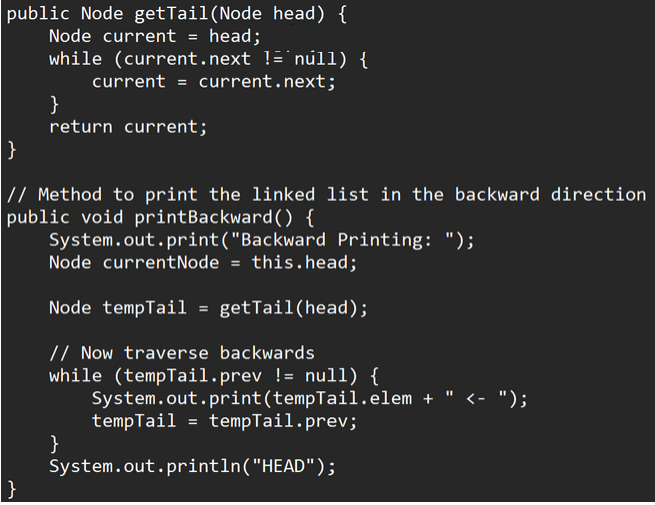 public Node getTail(Node head) {
    Node current = head;
    while (current.next != null) {
        current = current.next;
    }
    return current;
}

// Method to print the linked list in the backward direction
public void printBackward() {
    System.out.print("Backward Printing: ");
    Node currentNode = this.head;

    Node tempTail = getTail(head);

    // Now traverse backwards
    while (tempTail.prev != null) {
        System.out.print(tempTail.elem + " <- ");
        tempTail = tempTail.prev;
    }
    System.out.println("HEAD");
}